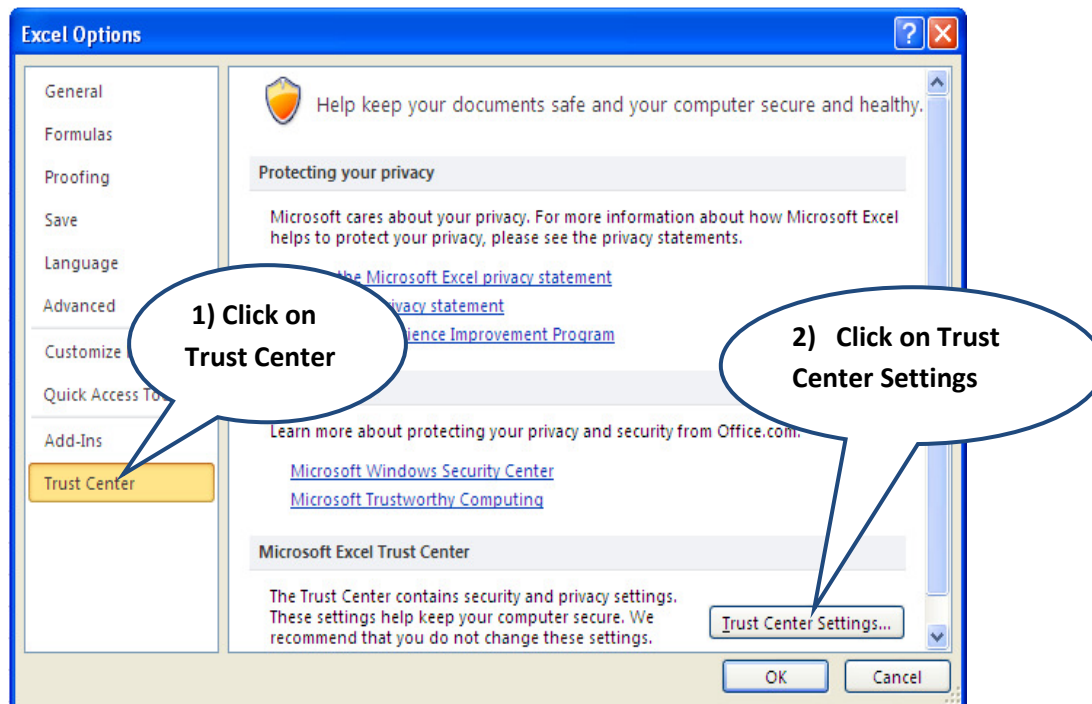 Excel Options
General
Formulas
Proofing
Save
Language
Advanced
Customize
Quick Access
Add-Ins
Trust Center
Help keep your documents safe and your computer secure and healthy.
Protecting your privacy
Microsoft cares about your privacy. For more information about how Microsoft Excel
helps to protect your privacy, please see the privacy statements.
the Microsoft Excel privacy statement
privacy statement
Improvement Program
1) Click on
Trust Center
2) Click on Trust
Center Settings
Learn more about protecting your privacy and security from Office.com.
Microsoft Windows Security Center
Microsoft Trustworthy Computing
Microsoft Excel Trust Center
The Trust Center contains security and privacy settings.
These settings help keep your computer secure. We
recommend that you do not change these settings.
Trust Center Settings...
OK
Cancel